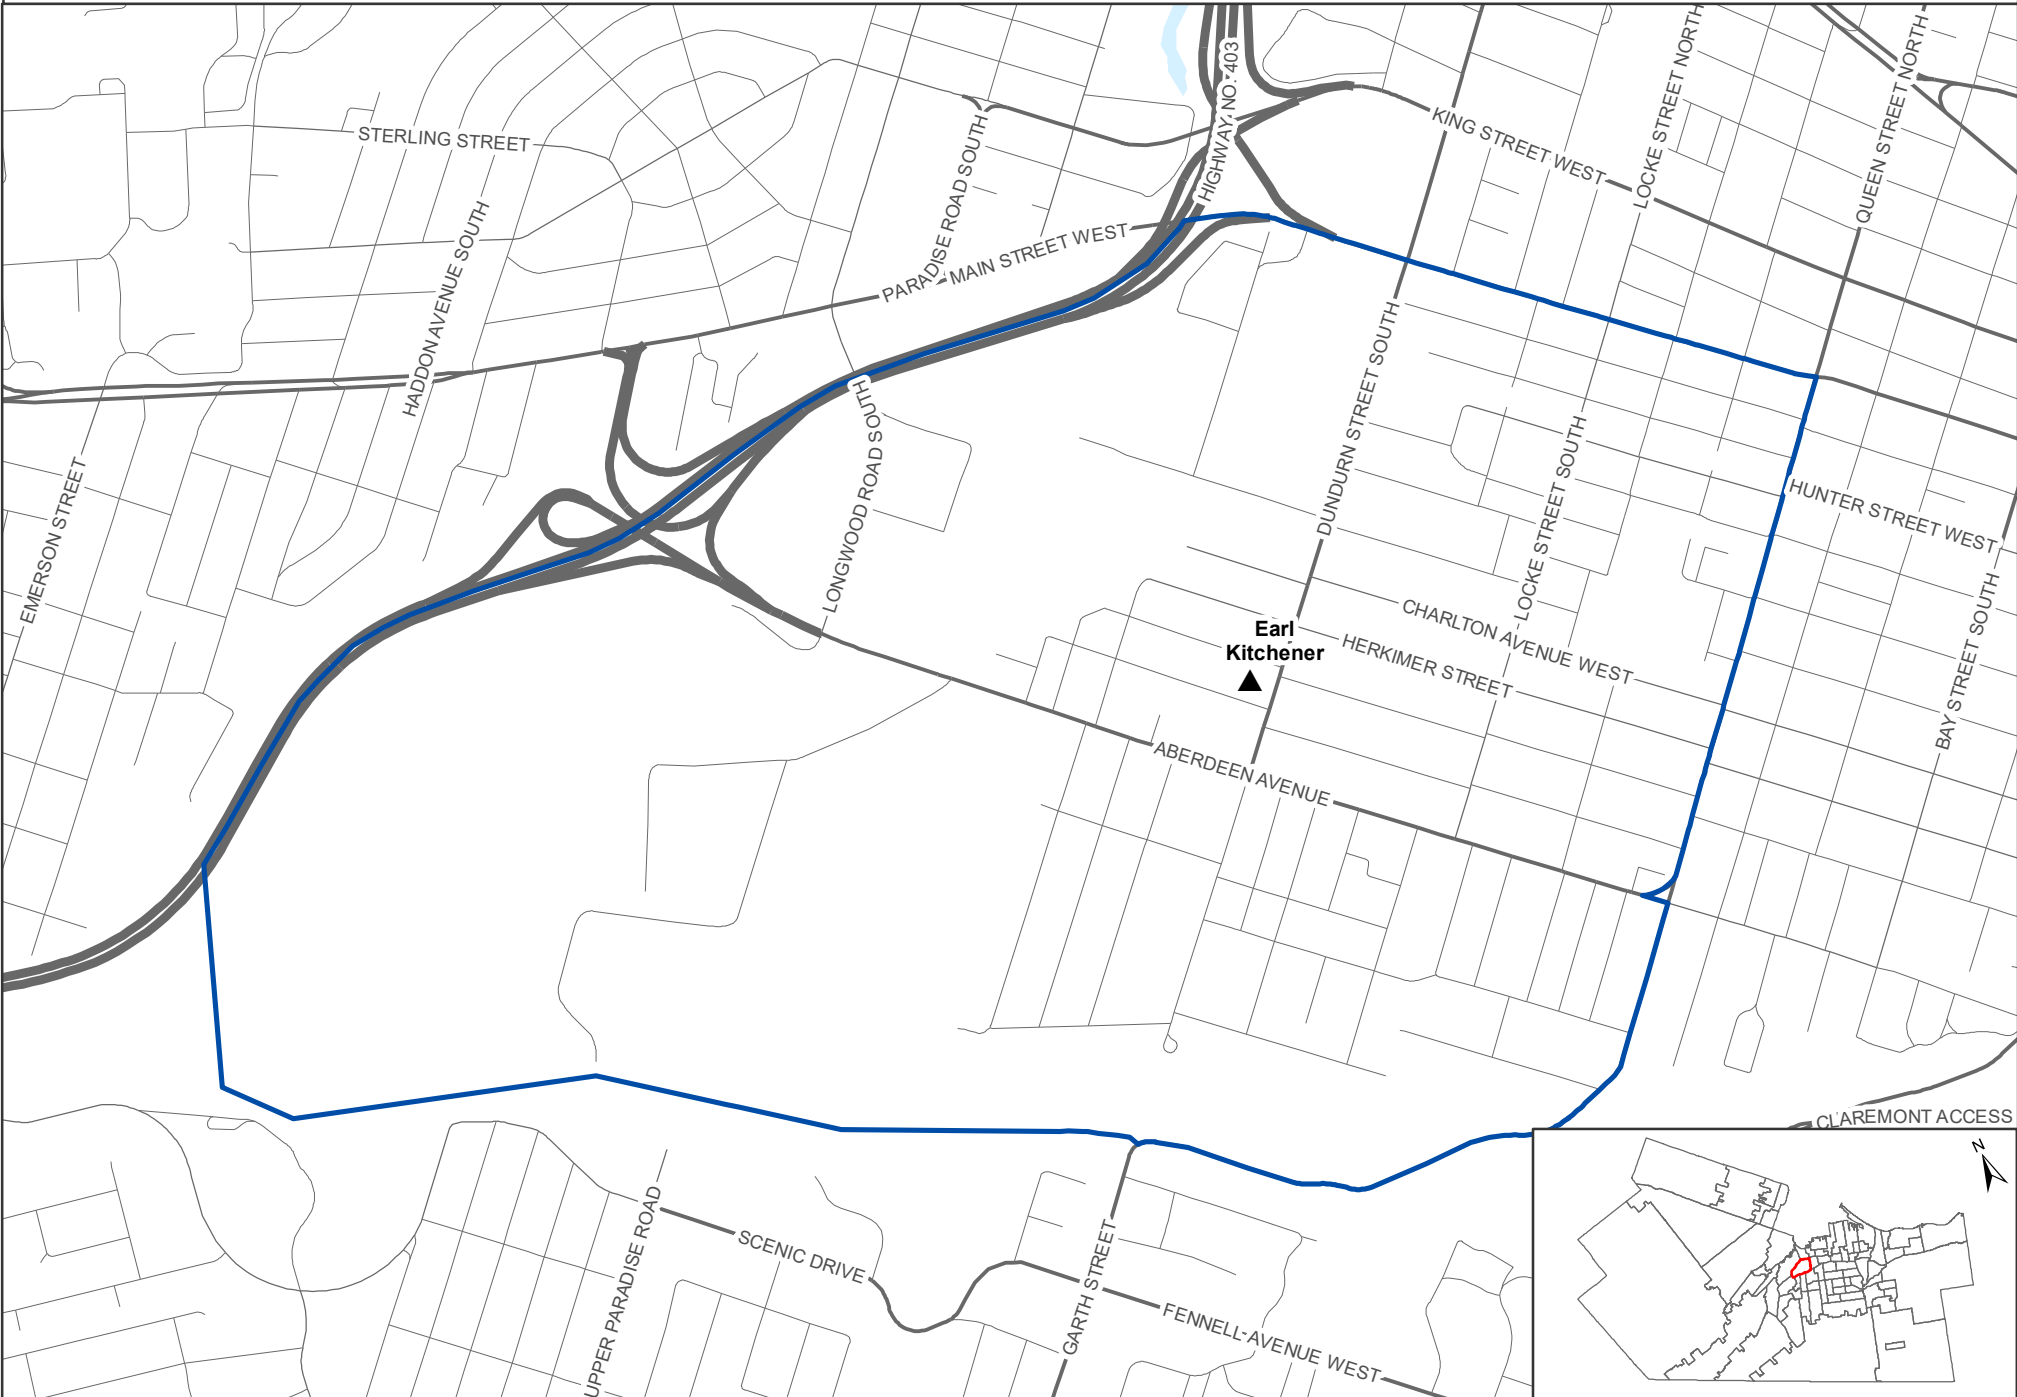 HIGHWAY NO. 403
LOCKE STREET NORTH
QUEEN STREET NORTH
KING STREET WEST
STERLING STREET
PARADISE ROAD SOUTH
HADDON AVENUE SOUTH
MAIN STREET WEST
DUNDURN STREET SOUTH
LONGWOOD ROAD SOUTH
LOCKE STREET SOUTH
HUNTER STREET WEST
EMERSON STREET
BAY STREET SOUTH
CHARLTON AVENUE WEST
HERKIMER STREET
Earl
Kitchener
ABERDEEN AVENUE
CLAREMONT ACCESS
N
UPPER PARADISE ROAD
SCENIC DRIVE
GARTH STREET
FENNELL AVENUE WEST